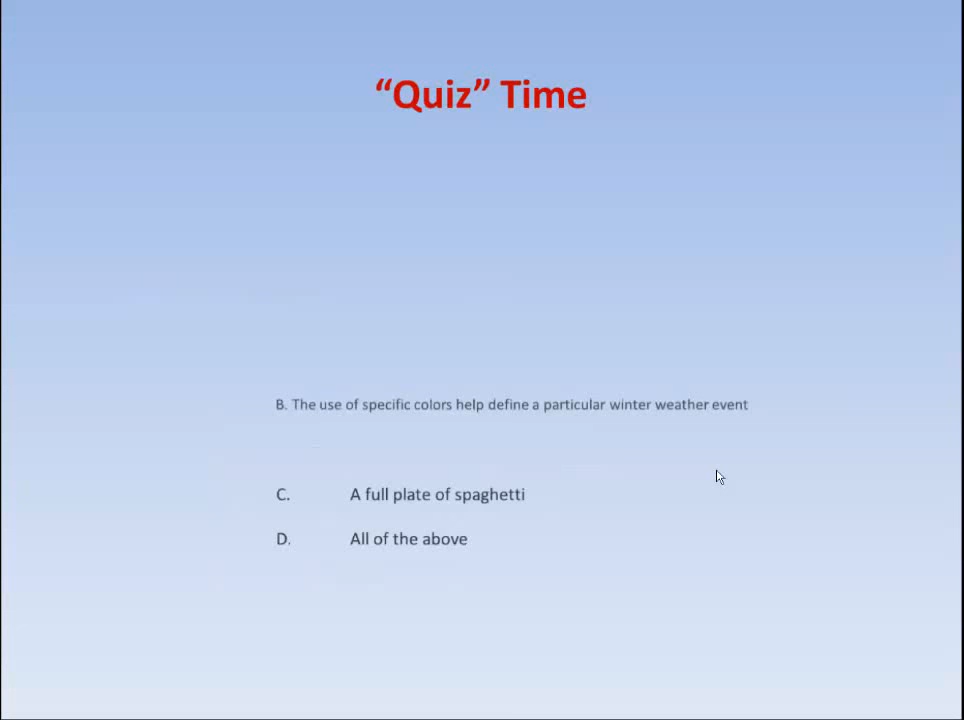 “Quiz” Time
B. The use of specific colors help define a particular winter weather event
C. A full plate of spaghetti
D. All of the above